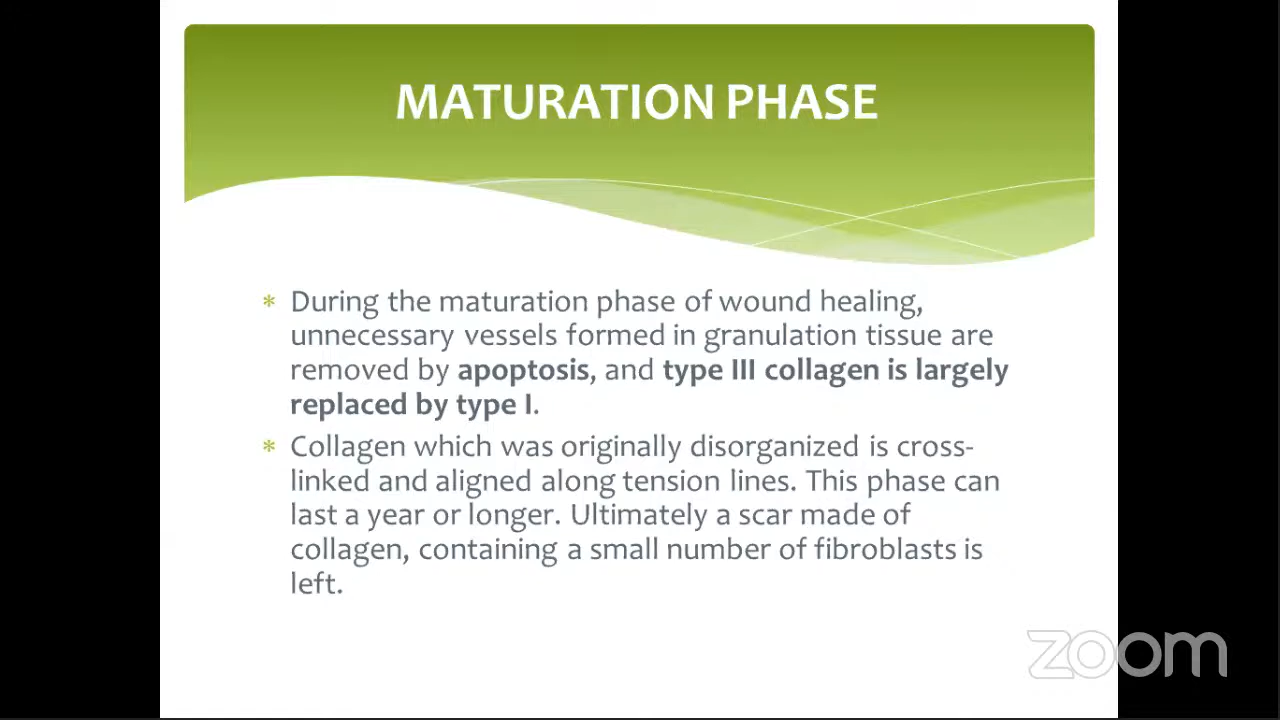 MATURATION PHASE
* During the maturation phase of wound healing,
unnecessary vessels formed in granulation tissue are
removed by apoptosis, and type III collagen is largely
replaced by type I.
* Collagen which was originally disorganized is cross-
linked and aligned along tension lines. This phase can
last a year or longer. Ultimately a scar made of
collagen, containing a small number of fibroblasts is
left.
zoom